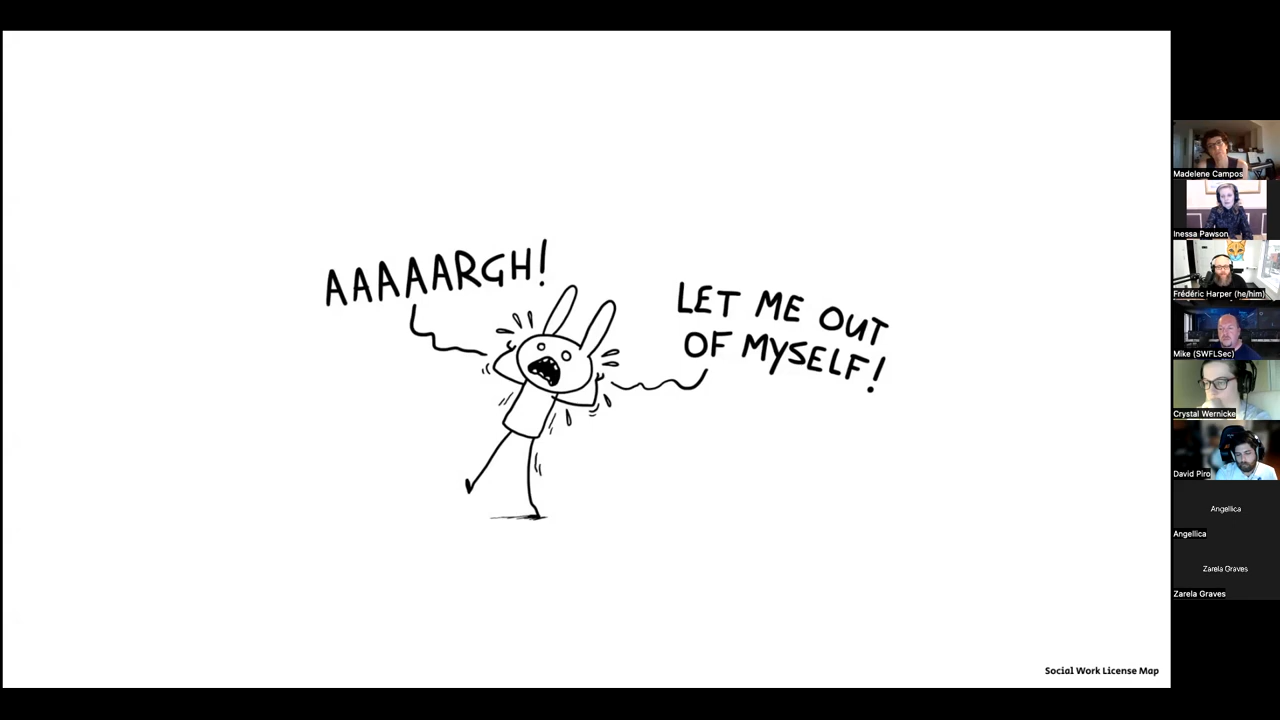 AAAAARGH!
LET ME OUT
OF MYSELF!
Social Work License Map
Madelene Campos
Inessa Pawson
Frédéric Harper (he/him)
Mike (SWFLSec)
Crystal Wernicke
David Piro
Angellica
Angellica
Zarela Graves
Zarela Graves